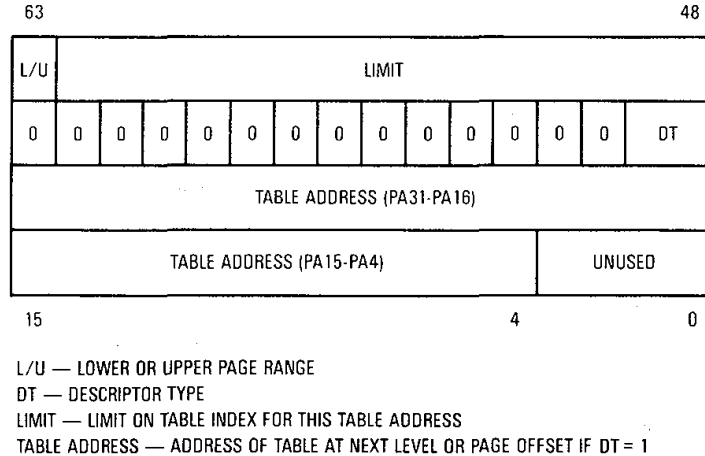 63 48
L/U LIMIT
0 0 0 0 0 0 0 0 0 0 0 0 0 0 DT
TABLE ADDRESS (PA31-PA16)
TABLE ADDRESS (PA15-PA4) UNUSED
15 4 0
L/U — LOWER OR UPPER PAGE RANGE
DT — DESCRIPTOR TYPE
LIMIT — LIMIT ON TABLE INDEX FOR THIS TABLE ADDRESS
TABLE ADDRESS — ADDRESS OF TABLE AT NEXT LEVEL OR PAGE OFFSET IF DT = 1